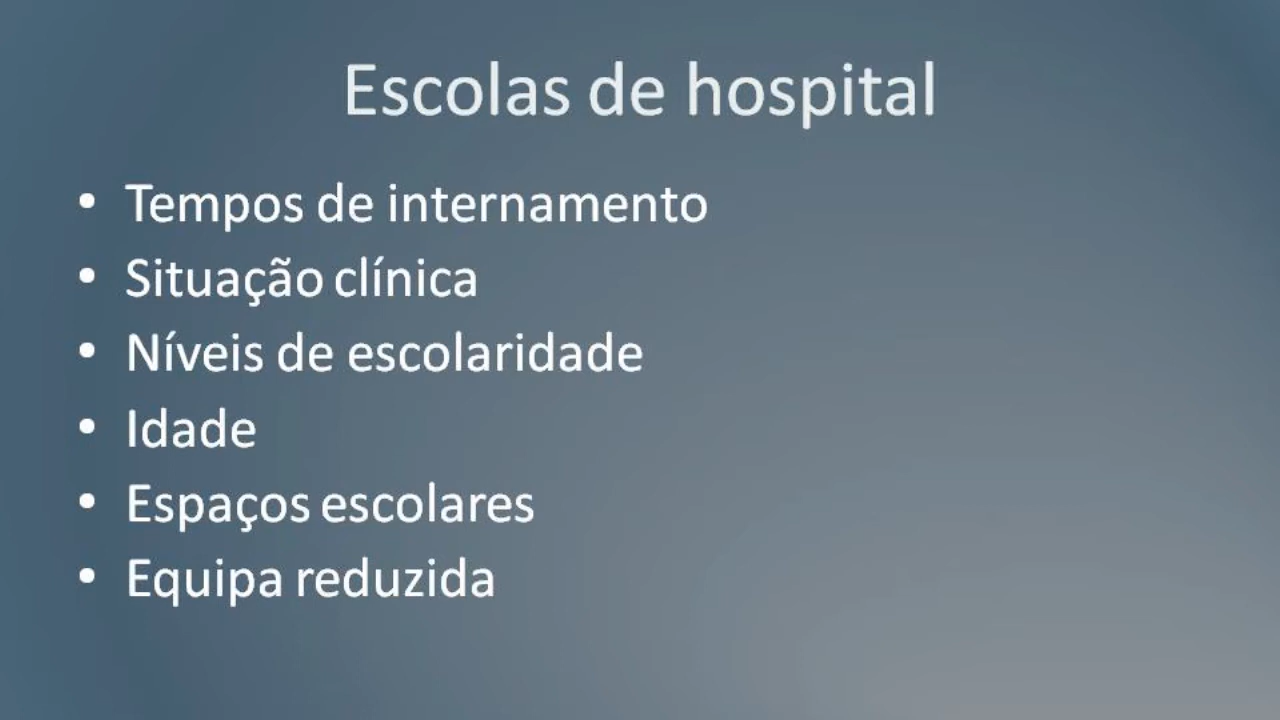 Escolas de hospital
• Tempos de internamento
• Situação clínica
• Níveis de escolaridade
• Idade
• Espaços escolares
• Equipa reduzida